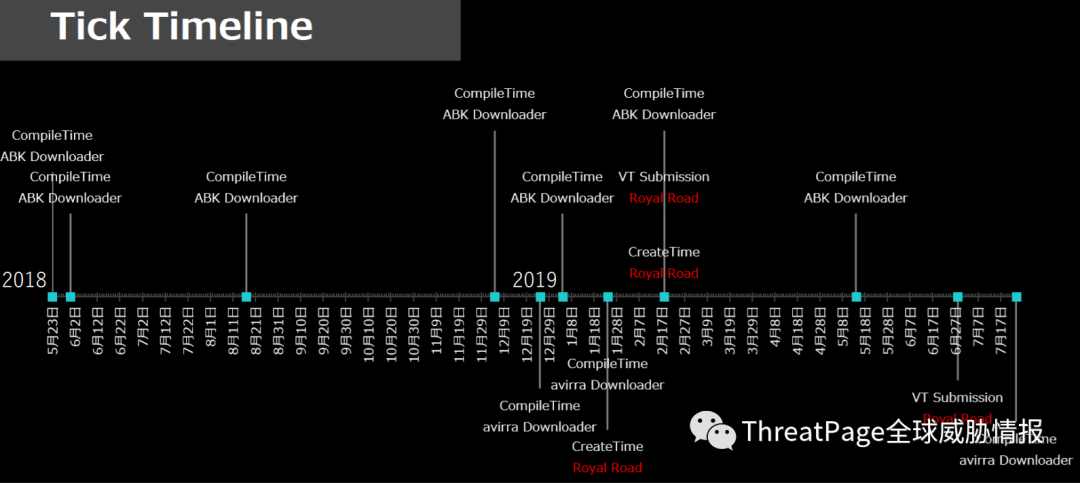 Tick Timeline
CompileTime
ABK Downloader
CompileTime
ABK Downloader
CompileTime
ABK Downloader
CompileTime
ABK Downloader
CompileTime
ABK Downloader
CompileTime
ABK Downloader
VT Submission
Royal Road
CreateTime
Royal Road
CompileTime
ABK Downloader
2018
2019
5月23日
6月2日
6月12日
6月22日
7月2日
7月12日
7月22日
8月1日
8月11日
8月21日
8月31日
9月10日
9月20日
9月30日
10月10日
10月20日
10月30日
11月9日
11月19日
11月29日
12月9日
12月19日
12月29日
1月8日
1月18日
1月28日
2月7日
2月17日
2月27日
3月9日
3月19日
3月29日
4月8日
4月18日
4月28日
5月8日
5月18日
5月28日
6月7日
6月17日
6月27日
7月7日
7月17日
CompileTime
avirra Downloader
CompileTime
avirra Downloader
CreateTime
Royal Road
VT Submission
Royal Road
CompileTime
avirra Downloader
ThreatPage全球威胁情报